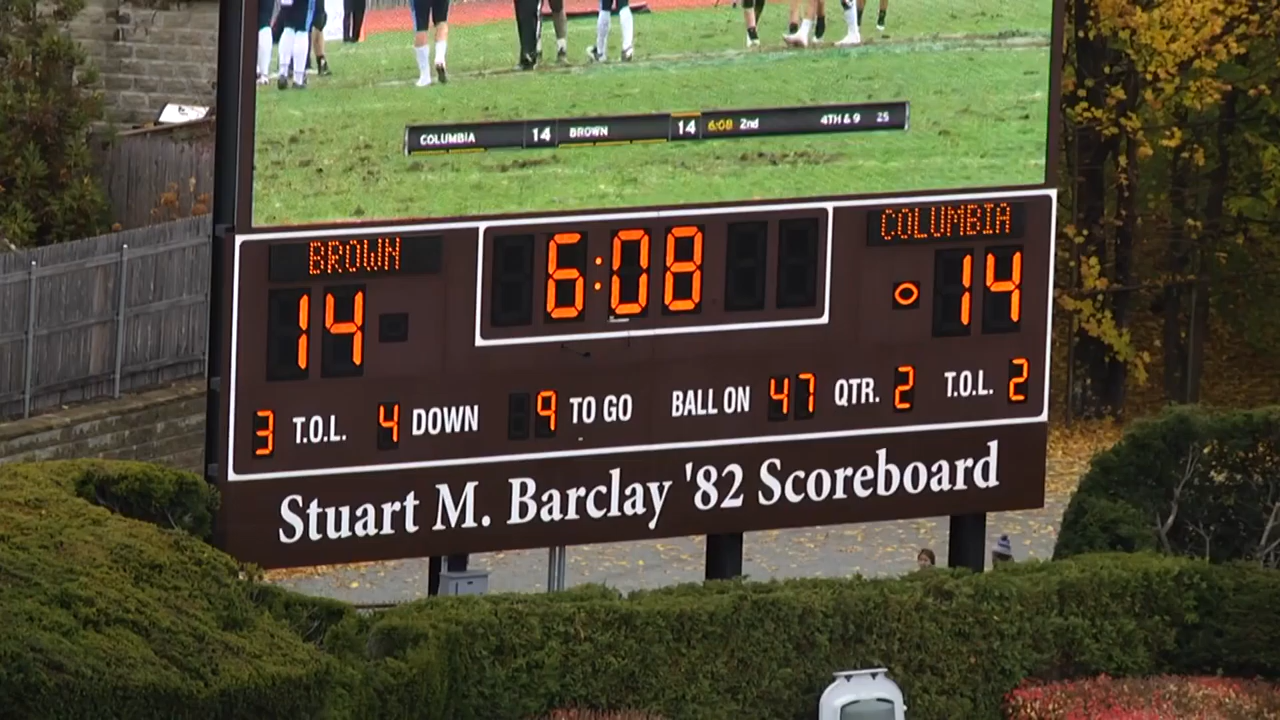 COLUMBIA 14 BROWN 14 6:08 2nd 4TH & 9 25
BROWN 6:08 COLUMBIA
14 14
3 T.O.L. 4 DOWN 9 TO GO BALL ON 47 QTR. 2 T.O.L. 2
Stuart M. Barclay '82 Scoreboard